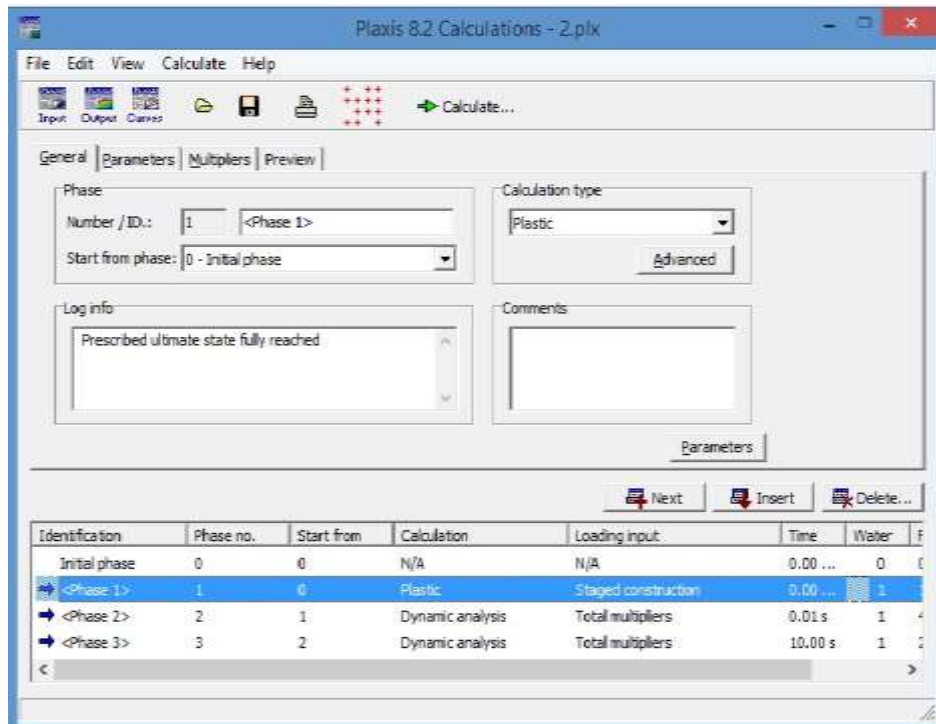 Plaxis 8.2 Calculations - 2.plx
File Edit View Calculate Help
Input Output Curves Calculate...
General Parameters Multipliers Preview
Phase
Number / ID.: 1 <Phase 1>
Start from phase: 0 - Initial phase
Calculation type
Plastic
Advanced
Log info
Prescribed ultimate state fully reached
Comments
Parameters
Next Insert Delete...
Identification Phase no. Start from Calculation Loading input Time Water
Initial phase 0 0 N/A N/A 0.00 ... 0
<Phase 1> 1 0 Plastic Staged construction 0.00 ... 1
<Phase 2> 2 1 Dynamic analysis Total multipliers 0.01 s 1
<Phase 3> 3 2 Dynamic analysis Total multipliers 10.00 s 1